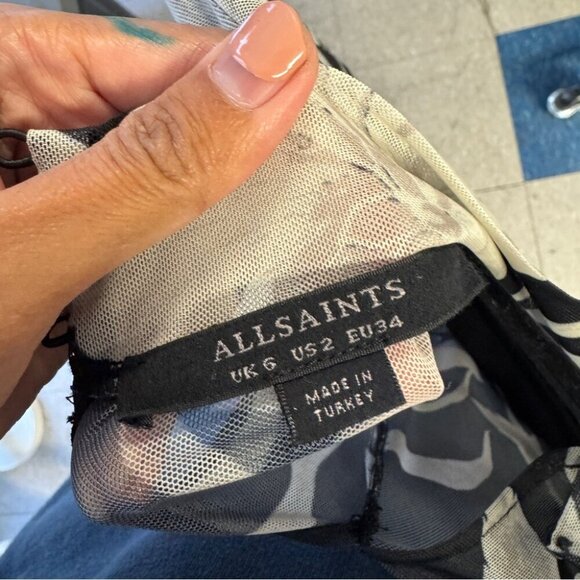 ALLSAINTS
UK 6 US 2 EU 34
MADE IN
TURKEY